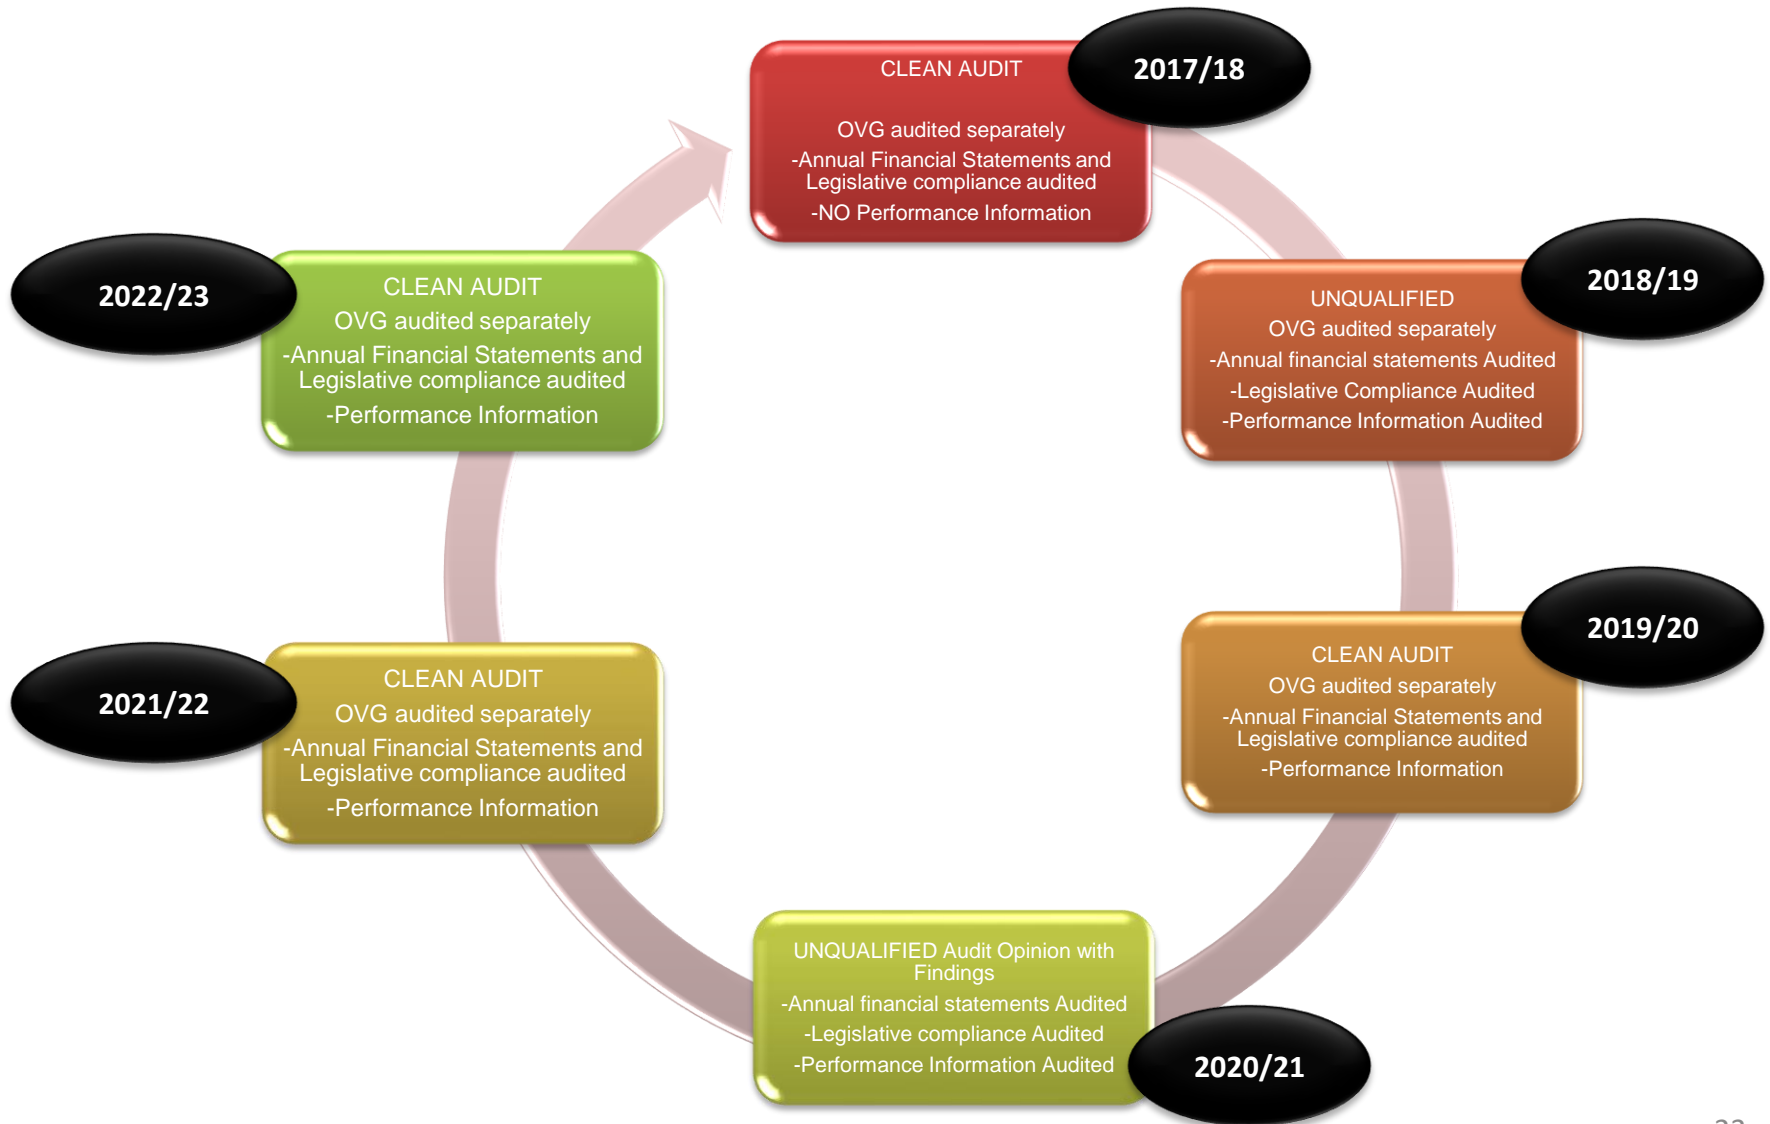 2017/18
CLEAN AUDIT
OVG audited separately
-Annual Financial Statements and
Legislative compliance audited
-NO Performance Information
2018/19
UNQUALIFIED
OVG audited separately
-Annual financial statements Audited
-Legislative Compliance Audited
-Performance Information Audited
2019/20
CLEAN AUDIT
OVG audited separately
-Annual Financial Statements and
Legislative compliance audited
-Performance Information
UNQUALIFIED Audit Opinion with
Findings
-Annual financial statements Audited
-Legislative compliance Audited
-Performance Information Audited
2020/21
2021/22
CLEAN AUDIT
OVG audited separately
-Annual Financial Statements and
Legislative compliance audited
-Performance Information
2022/23
CLEAN AUDIT
OVG audited separately
-Annual Financial Statements and
Legislative compliance audited
-Performance Information